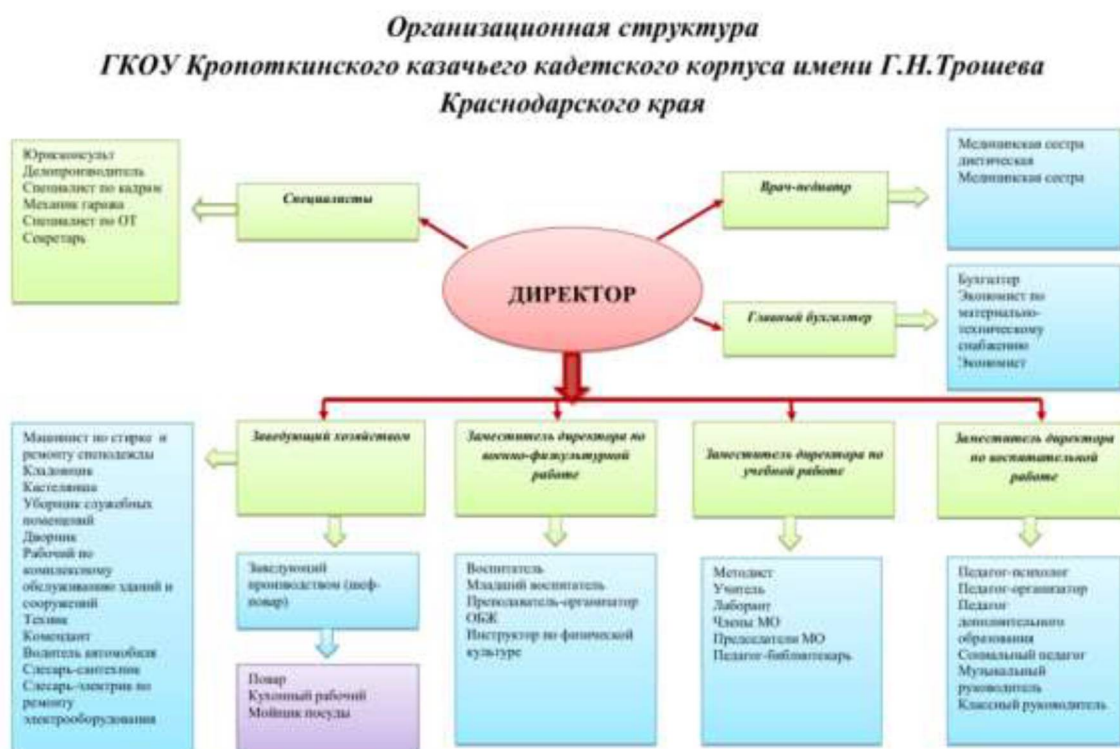 Организационная структура
ГКОУ Кропоткинского казачьего кадетского корпуса имени Г.Н.Трошева
Краснодарского края
Юрисконсульт
Делопроизводитель
Специалист по кадрам
Механик гаража
Специалист по ОТ
Секретарь
Специалисты
Врач-педиатр
Медицинская сестра
диетическая
Медицинская сестра
ДИРЕКТОР
Главный бухгалтер
Бухгалтер
Экономист по
материально-
техническому
снабжению
Экономист
Машинист по стирке и
ремонту спецодежды
Кладовщик
Кастелянша
Уборщик служебных
помещений
Дворник
Рабочий по
комплексному
обслуживанию зданий и
сооружений
Техник
Комендант
Водитель автомобиля
Слесарь-сантехник
Слесарь-электрик по
ремонту
электрооборудования
Заведующий хозяйством
Заведующий
производством (шеф-
повар)
Повар
Кухонный рабочий
Мойщик посуды
Заместитель директора по
военно-физкультурной
работе
Воспитатель
Младший воспитатель
Преподаватель-организатор
ОБЖ
Инструктор по физической
культуре
Заместитель директора по
учебной работе
Методист
Учитель
Лаборант
Члены МО
Председатели МО
Педагог-библиотекарь
Заместитель директора
по воспитательной
работе
Педагог-психолог
Педагог-организатор
Педагог
дополнительного
образования
Социальный педагог
Музыкальный
руководитель
Классный руководитель